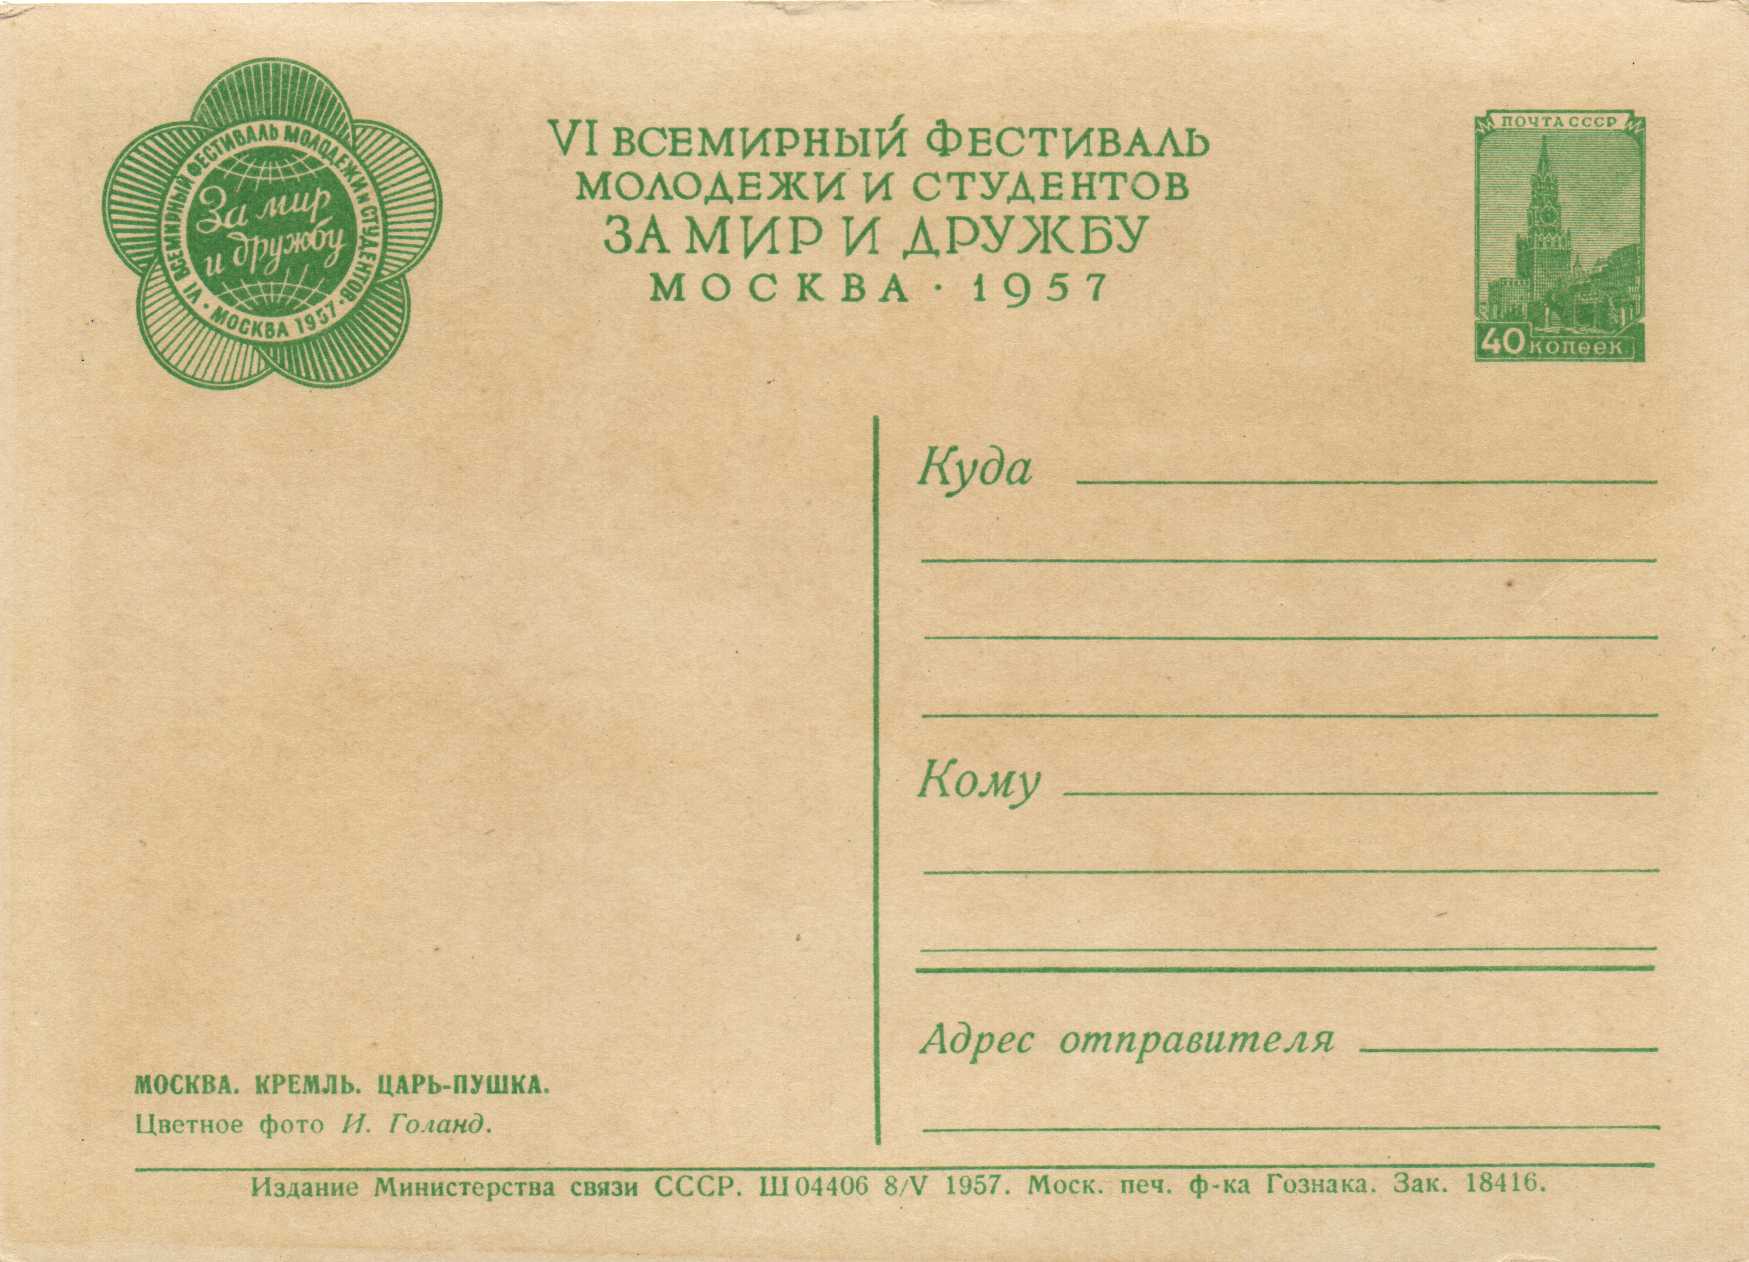 VI ВСЕМИРНЫЙ ФЕСТИВАЛЬ МОЛОДЕЖИ И СТУДЕНТОВ
За мир
и дружбу
· МОСКВА 1957 ·
VI ВСЕМИРНЫЙ ФЕСТИВАЛЬ
МОЛОДЕЖИ И СТУДЕНТОВ
ЗА МИР И ДРУЖБУ
МОСКВА · 1957
ПОЧТА СССР
40 копеек
Куда
Кому
Адрес отправителя
МОСКВА. КРЕМЛЬ. ЦАРЬ-ПУШКА.
Цветное фото И. Голанд.
Издание Министерства связи СССР. Ш 04406 8/V 1957. Моск. печ. ф-ка Гознака. Зак. 18416.